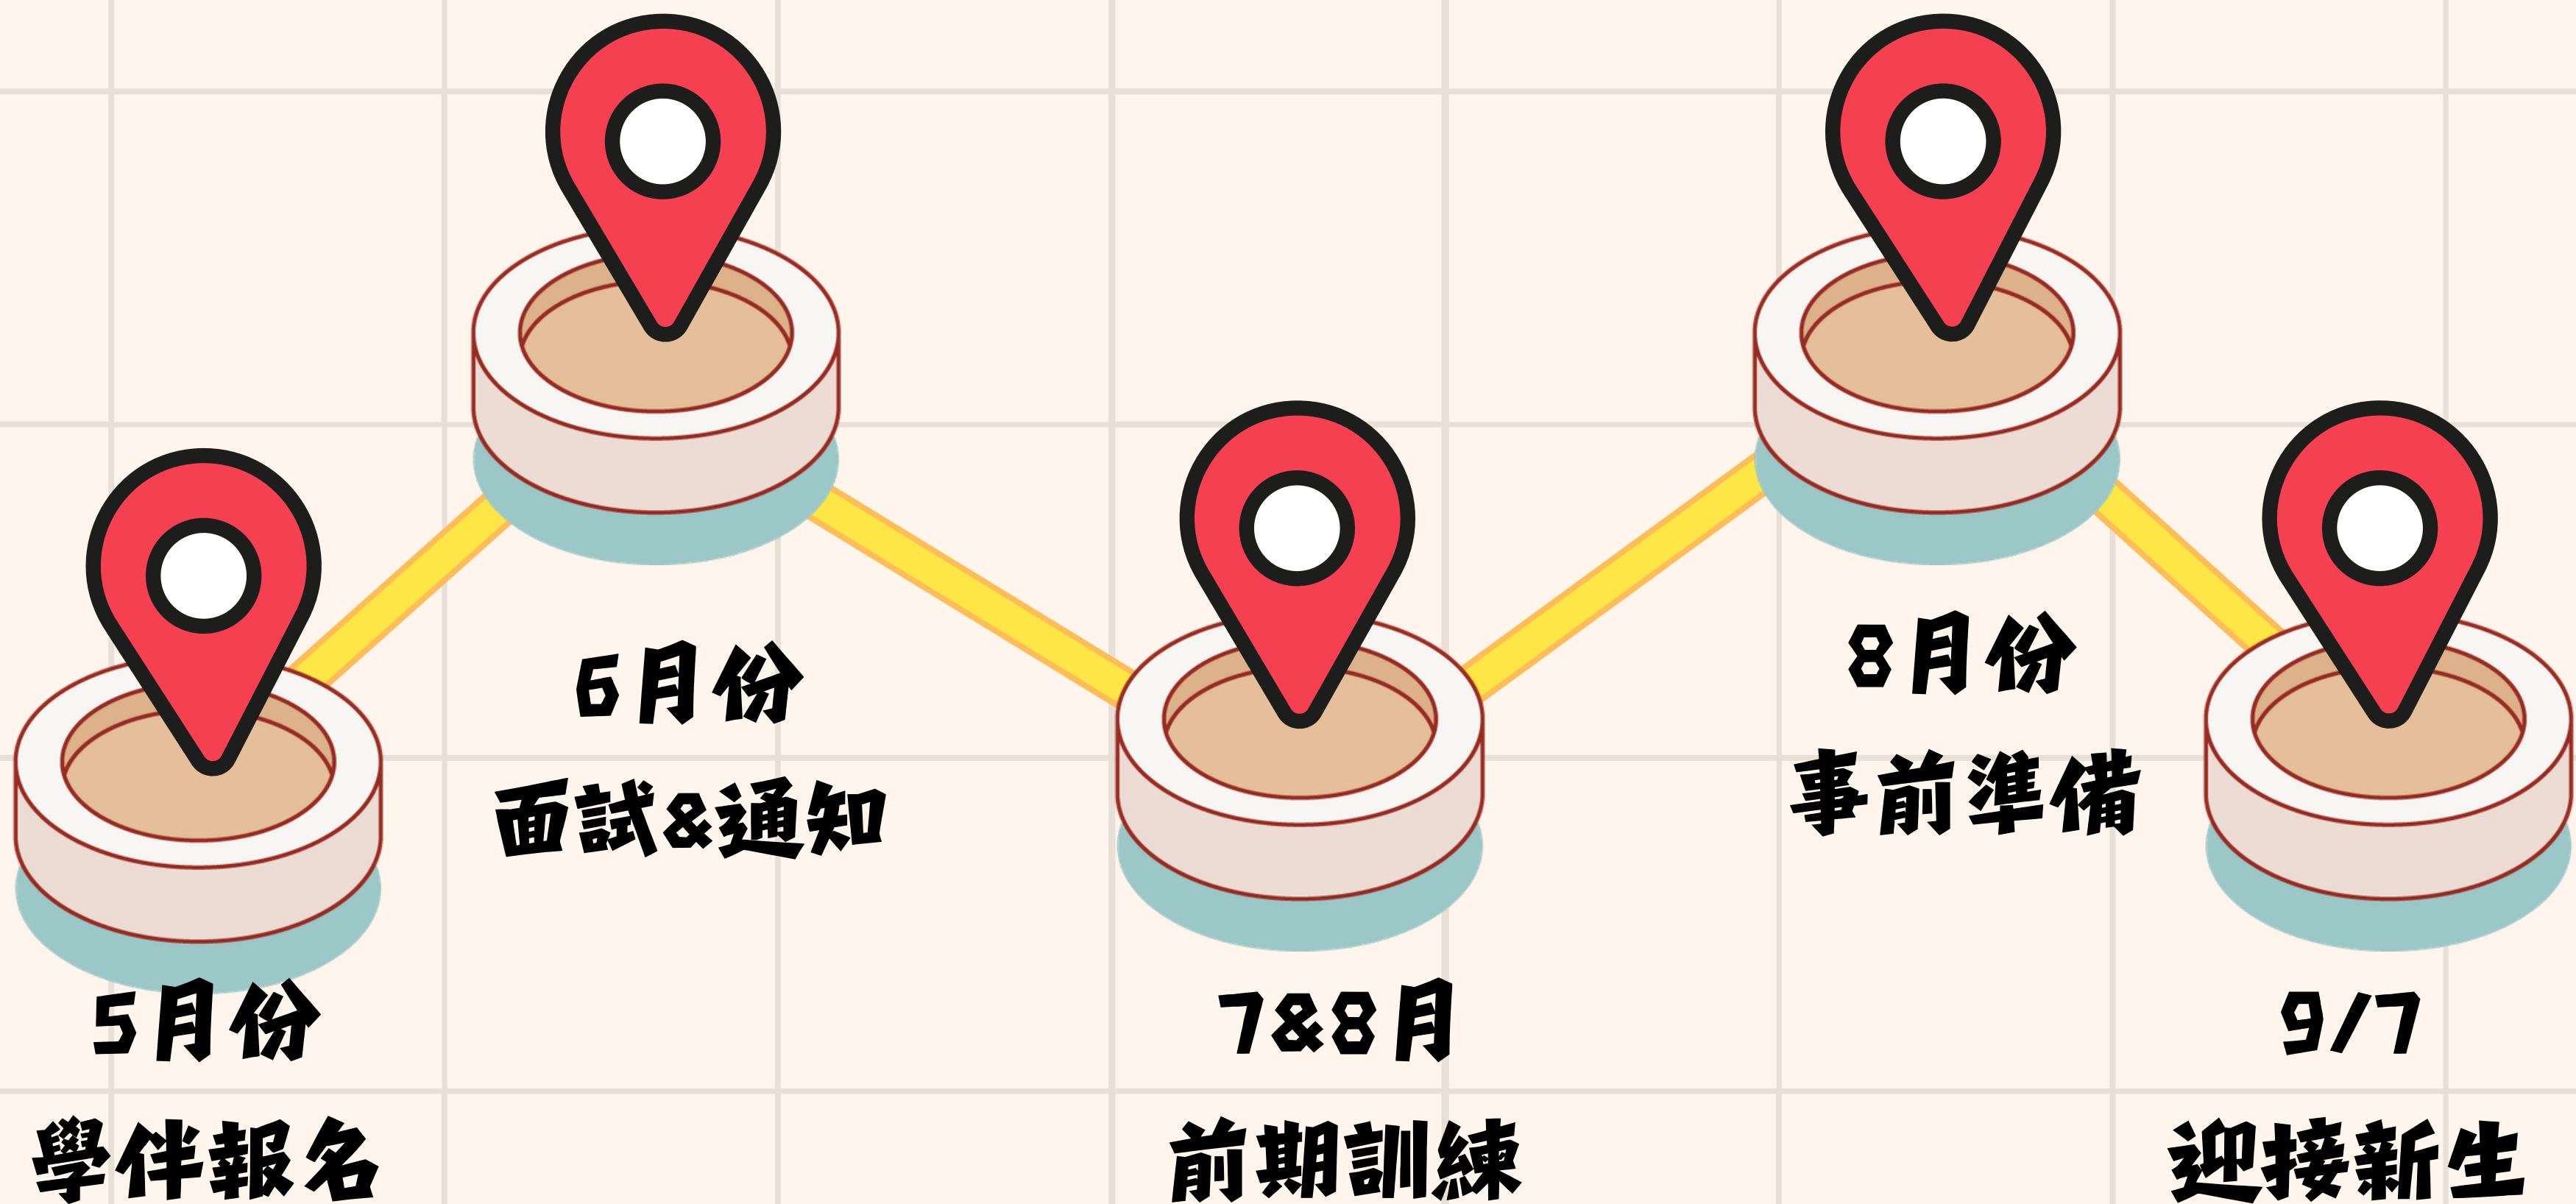 5月份
學伴報名
6月份
面試&通知
7&8月
前期訓練
8月份
事前準備
9/7
迎接新生